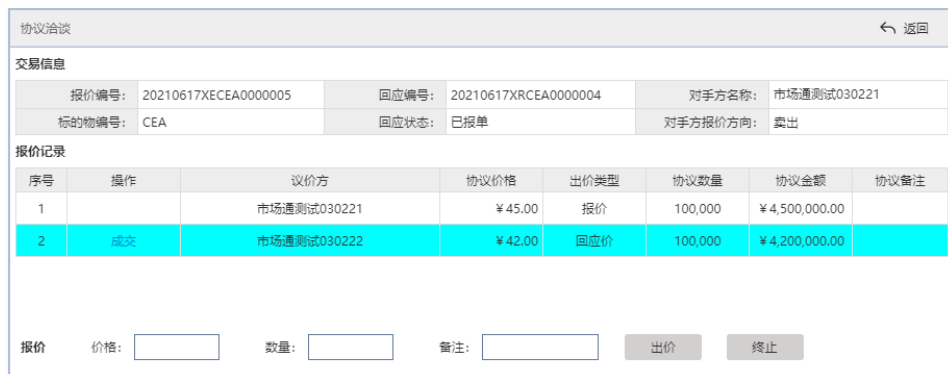 协议洽谈 返回
交易信息
报价编号: 20210617XECEA0000005 回应编号: 20210617XRCEA0000004 对手方名称: 市场通测试030221
标的物编号: CEA 回应状态: 已报单 对手方报价方向: 卖出
报价记录
序号 操作 议价方 协议价格 出价类型 协议数量 协议金额 协议备注
1 市场通测试030221 ¥45.00 报价 100,000 ¥4,500,000.00
2 成交 市场通测试030222 ¥42.00 回应价 100,000 ¥4,200,000.00
报价 价格: 数量: 备注: 出价 终止